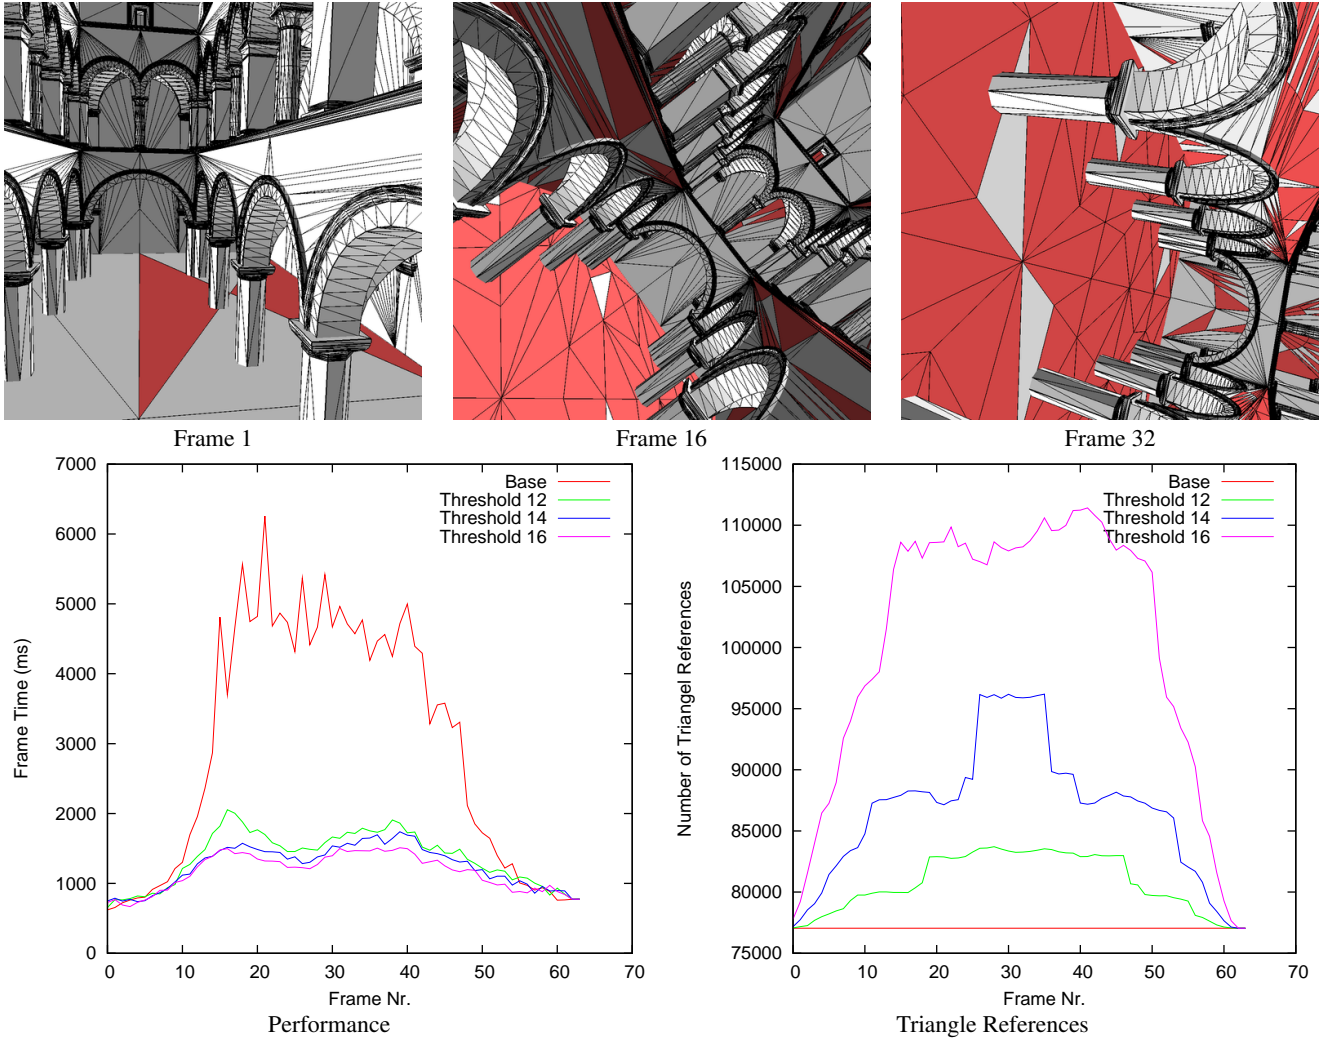 Frame 1
Frame 16
Frame 32
7000
6000
5000
4000
3000
2000
1000
0
0 10 20 30 40 50 60 70
Frame Time (ms)
Frame Nr.
Base
Threshold 12
Threshold 14
Threshold 16
Performance
115000
110000
105000
100000
95000
90000
85000
80000
75000
0 10 20 30 40 50 60 70
Number of Triangel References
Frame Nr.
Base
Threshold 12
Threshold 14
Threshold 16
Triangle References